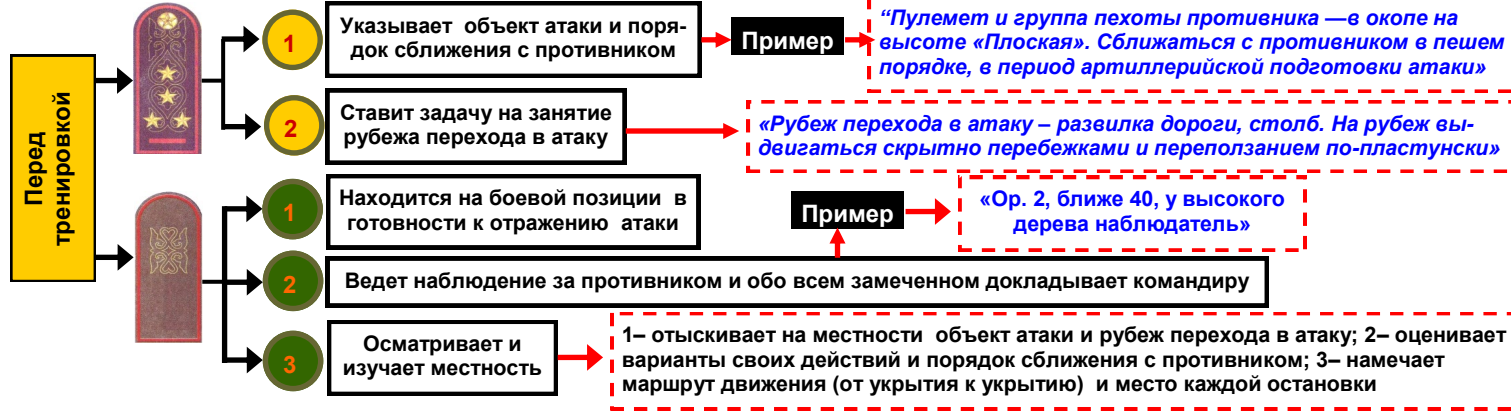 Перед
тренировкой
1
Указывает объект атаки и поря-
док сближения с противником
Пример
“Пулемет и группа пехоты противника —в окопе на
высоте «Плоская». Сближаться с противником в пешем
порядке, в период артиллерийской подготовки атаки»
2
Ставит задачу на занятие
рубежа перехода в атаку
«Рубеж перехода в атаку – развилка дороги, столб. На рубеж вы-
двигаться скрытно перебежками и переползанием по-пластунски»
1
Находится на боевой позиции в
готовности к отражению атаки
Пример
«Ор. 2, ближе 40, у высокого
дерева наблюдатель»
2
Ведет наблюдение за противником и обо всем замеченном докладывает командиру
3
Осматривает и
изучает местность
1– отыскивает на местности объект атаки и рубеж перехода в атаку; 2– оценивает
варианты своих действий и порядок сближения с противником; 3– намечает
маршрут движения (от укрытия к укрытию) и место каждой остановки